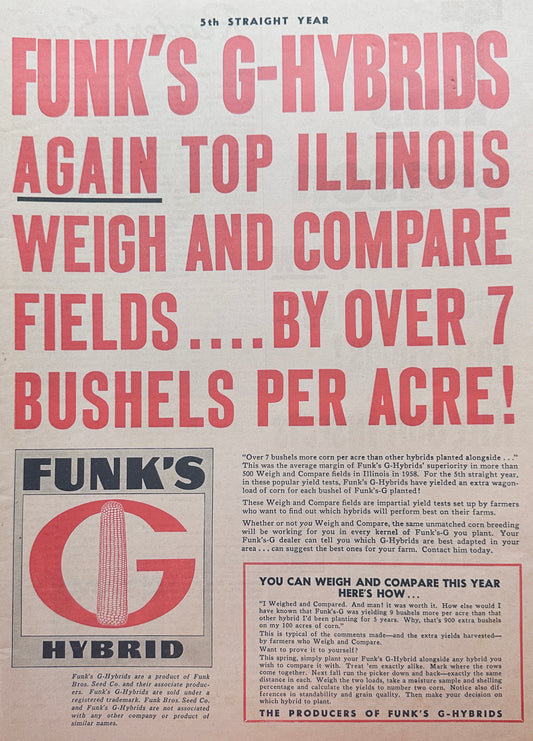 5th STRAIGHT YEAR
FUNK'S G-HYBRIDS
AGAIN TOP ILLINOIS
WEIGH AND COMPARE
FIELDS....BY OVER 7
BUSHELS PER ACRE!
FUNK'S
G
HYBRID
Funk's G-Hybrids are a product of Funk
Bros. Seed Co. and their associate produc-
ers. Funk's G-Hybrids are sold under a
registered trademark. Funk Bros. Seed Co.
and Funk's G-Hybrids are not associated
with any other company or product of
similar names.
"Over 7 bushels more corn per acre than other hybrids planted alongside . . ."
This was the average margin of Funk's G-Hybrids' superiority in more than
500 Weigh and Compare fields in Illinois in 1958. For the 5th straight year,
in these popular yield tests, Funk's G-Hybrids have yielded an extra wagon-
load of corn for each bushel of Funk's-G planted!
These Weigh and Compare fields are impartial yield tests set up by farmers
who want to find out which hybrids will perform best on their farms.
Whether or not you Weigh and Compare, the same unmatched corn breeding
will be working for you in every kernel of Funk's-G you plant. Your
Funk's-G dealer can tell you which G-Hybrids are best adapted in your
area . . . can suggest the best ones for your farm. Contact him today.
YOU CAN WEIGH AND COMPARE THIS YEAR
HERE'S HOW...
"I Weighed and Compared. And man! it was worth it. How else would I
have known that Funk's-G was yielding 9 bushels more per acre than that
other hybrid I'd been planting for 5 years. Why, that's 900 extra bushels
on my 100 acres of corn."
This is typical of the comments made—and the extra yields harvested—
by farmers who Weigh and Compare.
Want to prove it to yourself?
This spring, simply plant your Funk's G-Hybrid alongside any hybrid you
wish to compare it with. Treat 'em exactly alike. Mark where the rows
come together. Next fall run the picker down and back—exactly the same
distance in each. Weigh the two loads, take a moisture sample and shelling
percentage and calculate the yields to number two corn. Notice also dif-
ferences in standability and grain quality. Then make your decision on
which hybrid to plant.
THE PRODUCERS OF FUNK'S G-HYBRIDS